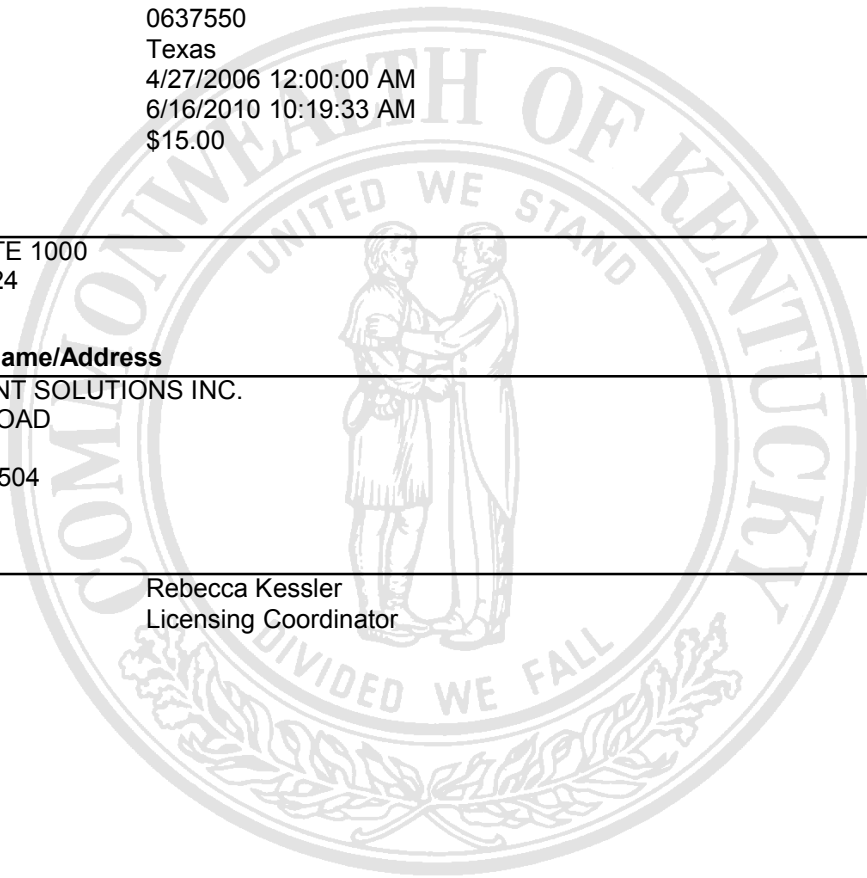 0637550
Texas
4/27/2006 12:00:00 AM
6/16/2010 10:19:33 AM
$15.00
COMMONWEALTH OF KENTUCKY
UNITED WE STAND
TE 1000
24
ame/Address
NT SOLUTIONS INC.
OAD
504
Rebecca Kessler
Licensing Coordinator
DIVIDED WE FALL